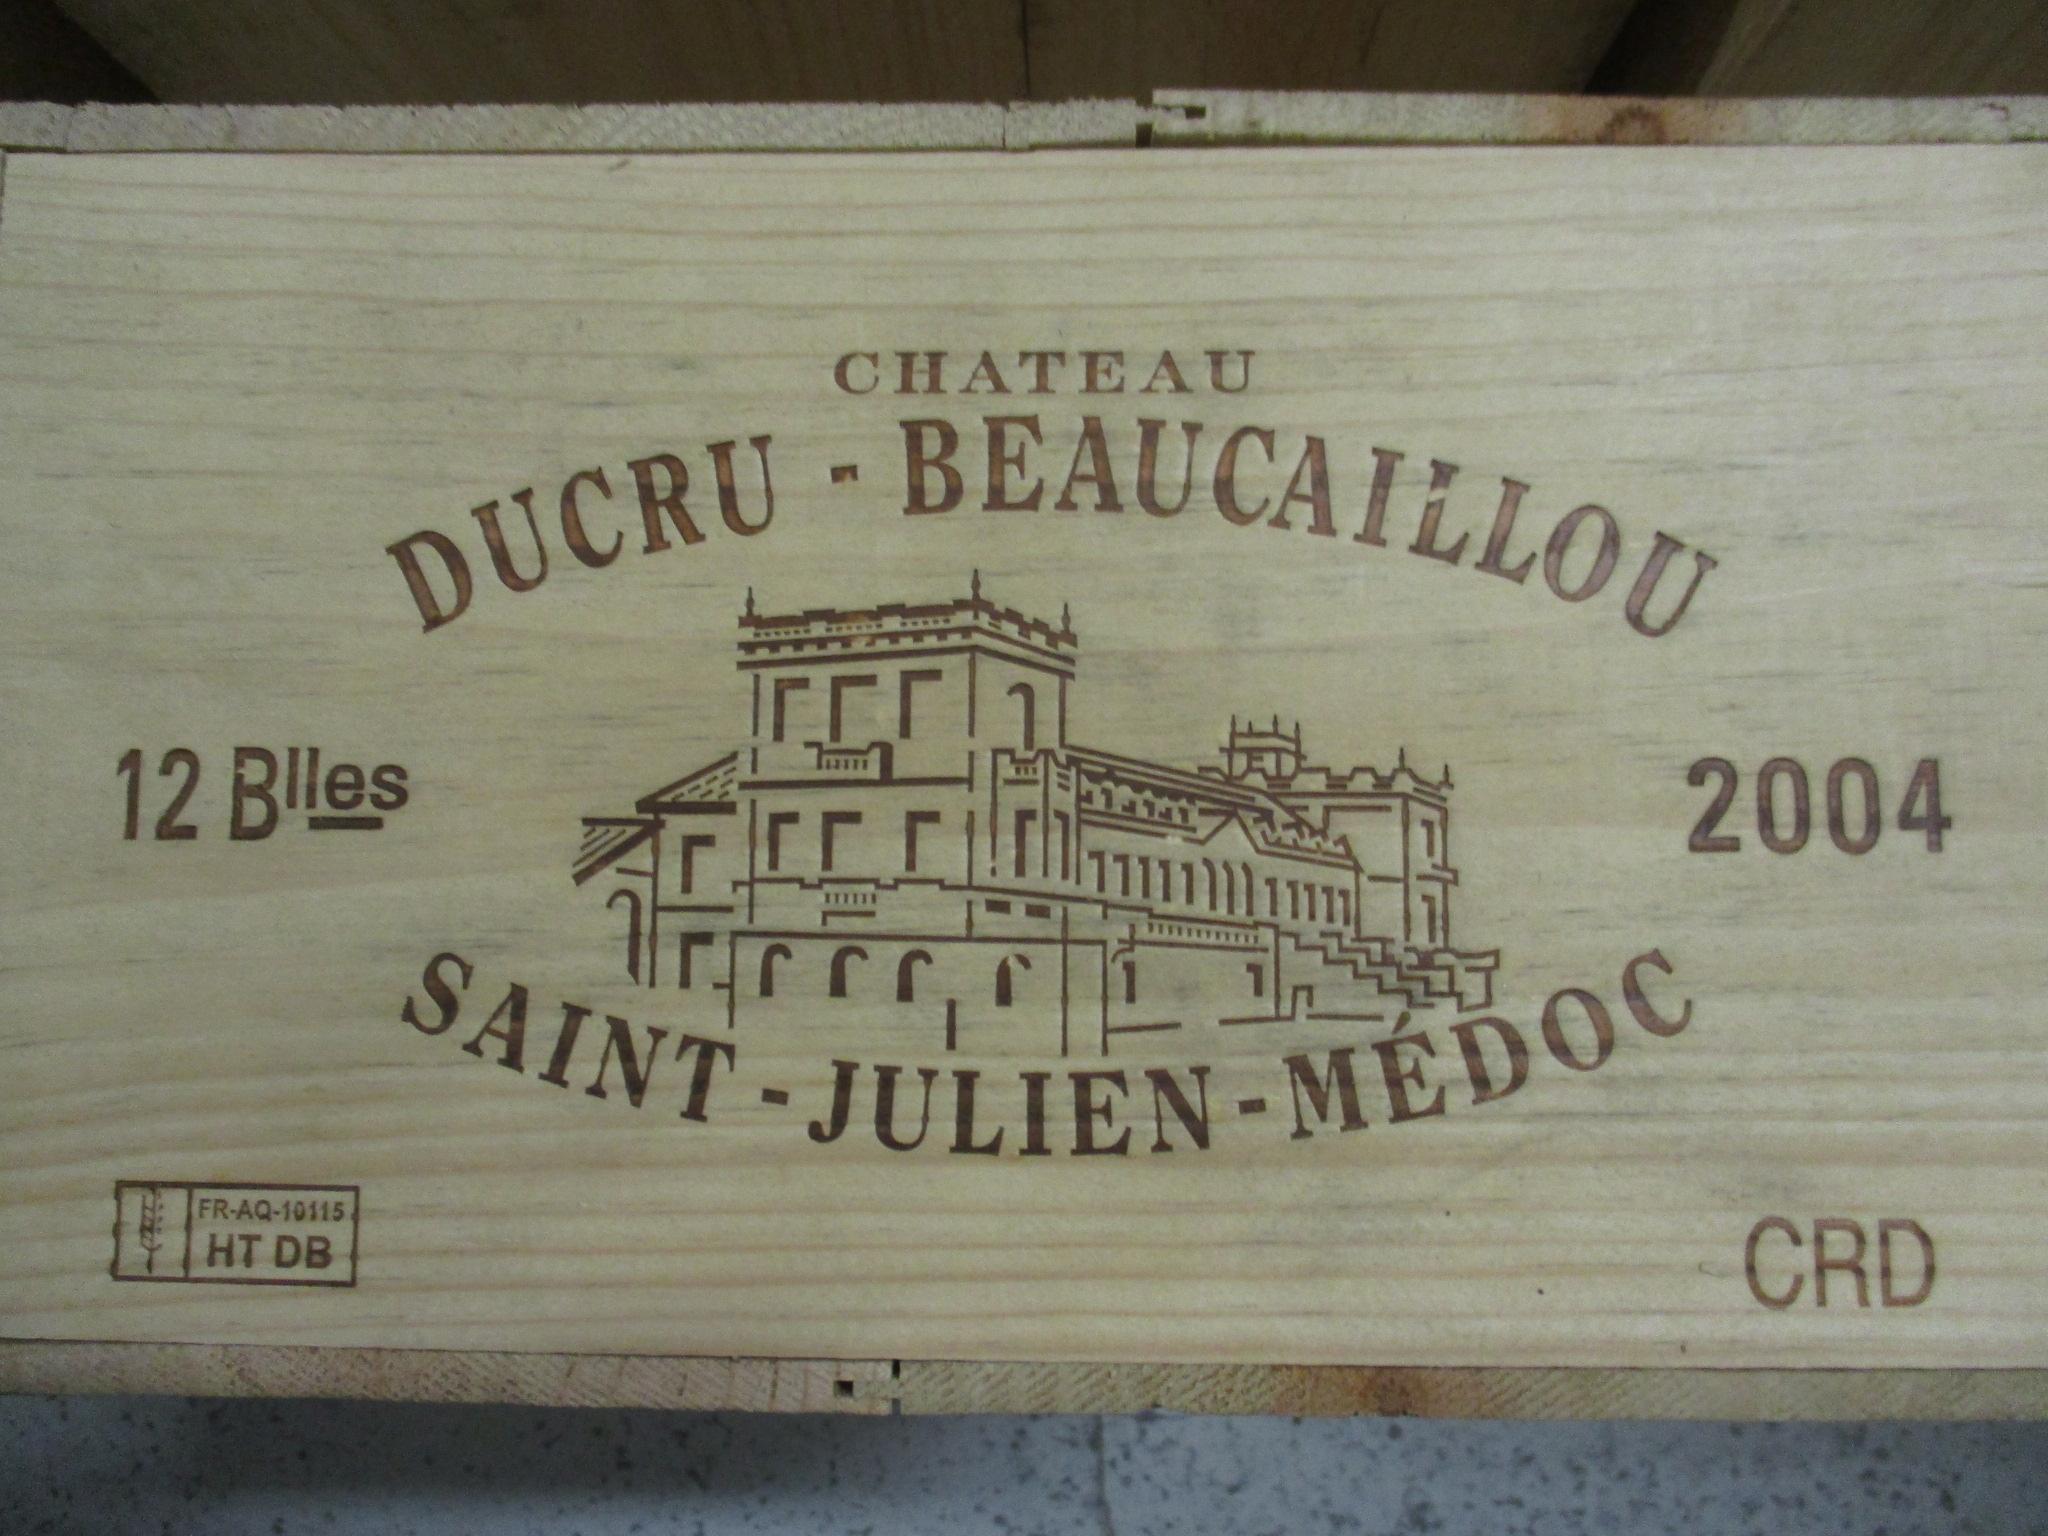 CHATEAU
DUCRU - BEAUCAILLOU
12 Blles
2004
SAINT - JULIEN - MÉDOC
FR-AQ-10115
HT DB
CRD